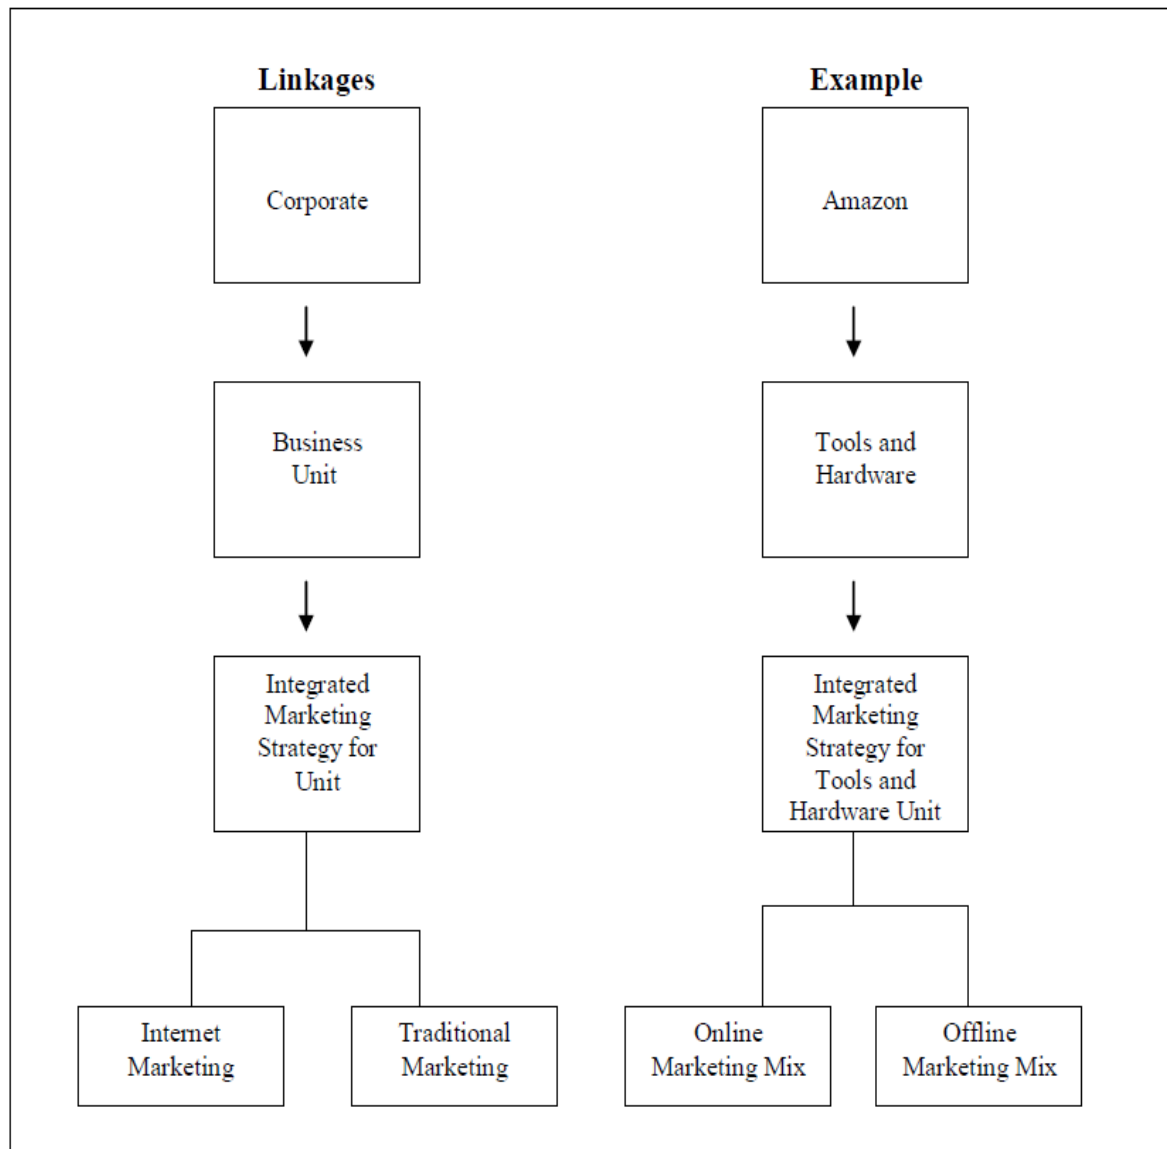 Linkages
Example
Corporate
Amazon
Business
Unit
Tools and
Hardware
Integrated
Marketing
Strategy for
Unit
Integrated
Marketing
Strategy for
Tools and
Hardware Unit
Internet
Marketing
Traditional
Marketing
Online
Marketing Mix
Offline
Marketing Mix